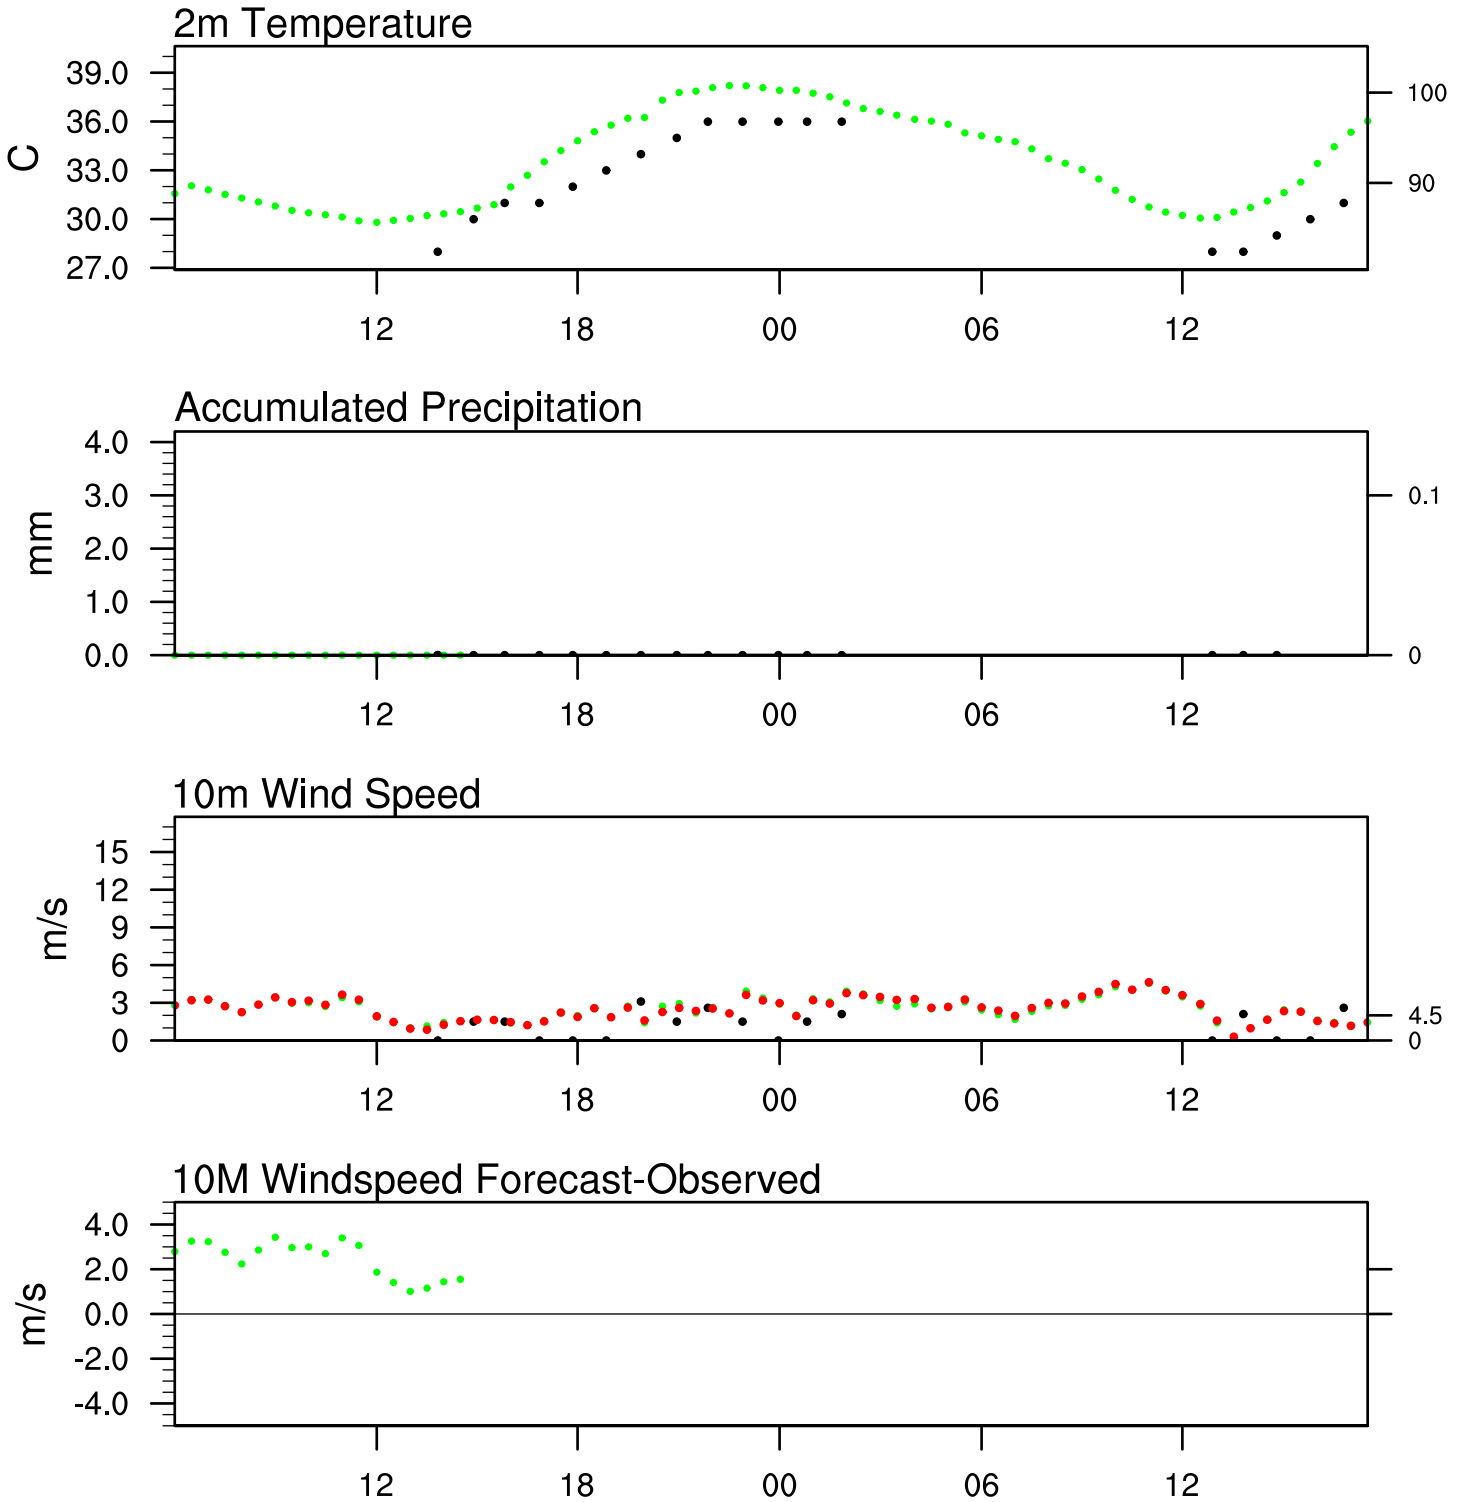 2m Temperature
39.0
36.0
33.0
30.0
27.0
C
100
90
12 18 00 06 12
Accumulated Precipitation
4.0
3.0
2.0
1.0
0.0
mm
0.1
0
12 18 00 06 12
10m Wind Speed
15
12
9
6
3
0
m/s
4.5
0
12 18 00 06 12
10M Windspeed Forecast-Observed
4.0
2.0
0.0
-2.0
-4.0
m/s
12 18 00 06 12